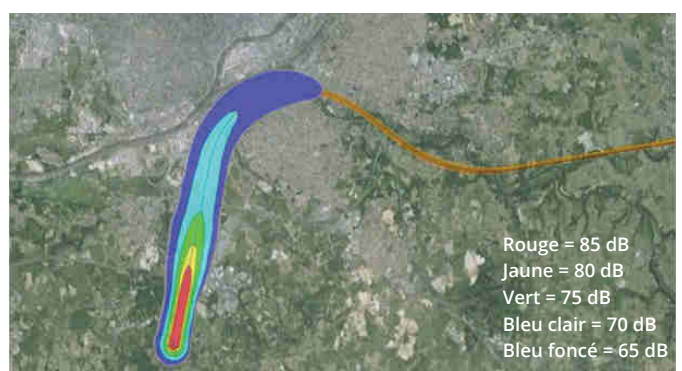 Rouge = 85 dB
Jaune = 80 dB
Vert = 75 dB
Bleu clair = 70 dB
Bleu foncé = 65 dB